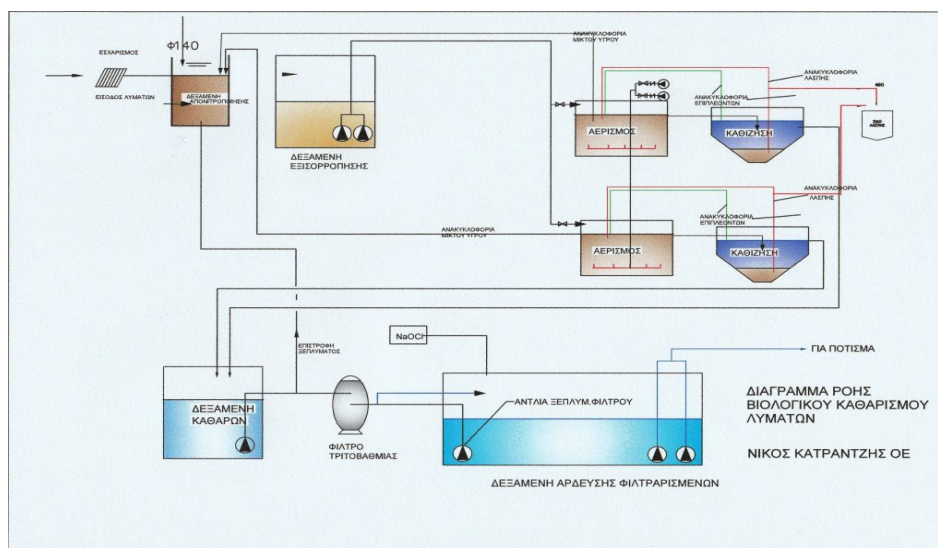 ΕΣΧΑΡΙΣΜΟΣ
Φ140
ΑΝΑΚΥΚΛΟΦΟΡΙΑ
ΜΙΚΤΟΥ ΥΓΡΟΥ
ΕΙΣΟΔΟΣ ΛΥΜΑΤΩΝ
ΔΕΞΑΜΕΝΗ
ΑΠΟΝΙΤΡΟΠΟΙΗΣΗΣ
ΔΕΞΑΜΕΝΗ
ΕΞΙΣΟΡΡΟΠΗΣΗΣ
ΑΝΑΚΥΚΛΟΦΟΡΙΑ
ΛΑΣΠΗΣ
ΑΝΑΚΥΚΛΟΦΟΡΙΑ
ΕΠΙΠΛΕΟΝΤΩΝ
ΑΕΡΙΣΜΟΣ
ΚΑΘΙΖΗΣΗ
ΑΝΑΚΥΚΛΟΦΟΡΙΑ
ΛΑΣΠΗΣ
ΑΝΑΚΥΚΛΟΦΟΡΙΑ
ΕΠΙΠΛΕΟΝΤΩΝ
ΑΝΑΚΥΚΛΟΦΟΡΙΑ
ΜΙΚΤΟΥ ΥΓΡΟΥ
ΑΕΡΙΣΜΟΣ
ΚΑΘΙΖΗΣΗ
NaOCl
ΕΠΙΣΤΡΟΦΗ
ΞΕΠΛΥΜΑΤΟΣ
ΓΙΑ ΠΟΤΙΣΜΑ
ΔΕΞΑΜΕΝΗ
ΚΑΘΑΡΩΝ
ΑΝΤΛΙΑ ΞΕΠΛΥΜ.ΦΙΛΤΡΟΥ
ΦΙΛΤΡΟ
ΤΡΙΤΟΒΑΘΜΙΑΣ
ΔΕΞΑΜΕΝΗ ΑΡΔΕΥΣΗΣ ΦΙΛΤΡΑΡΙΣΜΕΝΩΝ
ΔΙΑΓΡΑΜΜΑ ΡΟΗΣ
ΒΙΟΛΟΓΙΚΟΥ ΚΑΘΑΡΙΣΜΟΥ
ΛΥΜΑΤΩΝ
ΝΙΚΟΣ ΚΑΤΡΑΝΤΖΗΣ ΟΕ